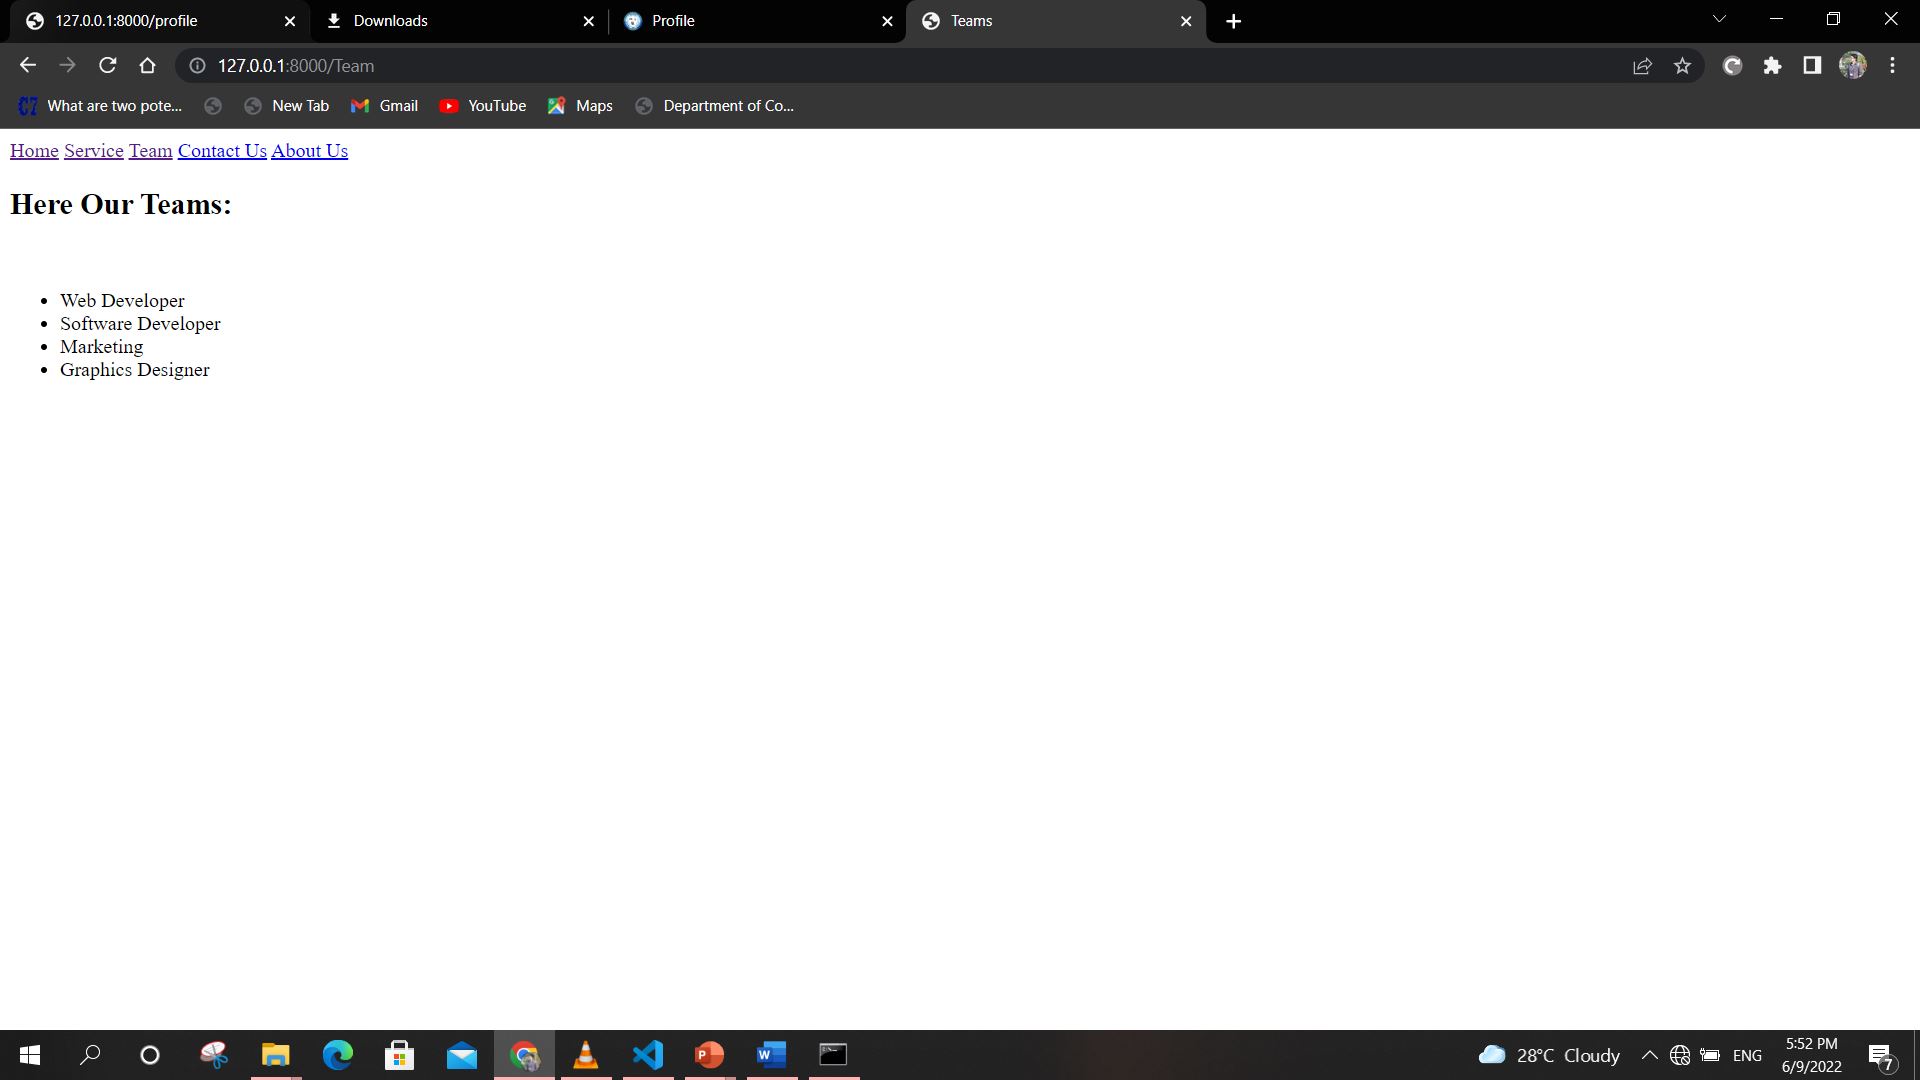 127.0.0.1:8000/profile
Downloads
Profile
Teams
127.0.0.1:8000/Team
What are two pote...
New Tab
Gmail
YouTube
Maps
Department of Co...
Home Service Team Contact Us About Us
Here Our Teams:
Web Developer
Software Developer
Marketing
Graphics Designer
28°C Cloudy
ENG
5:52 PM
6/9/2022
7